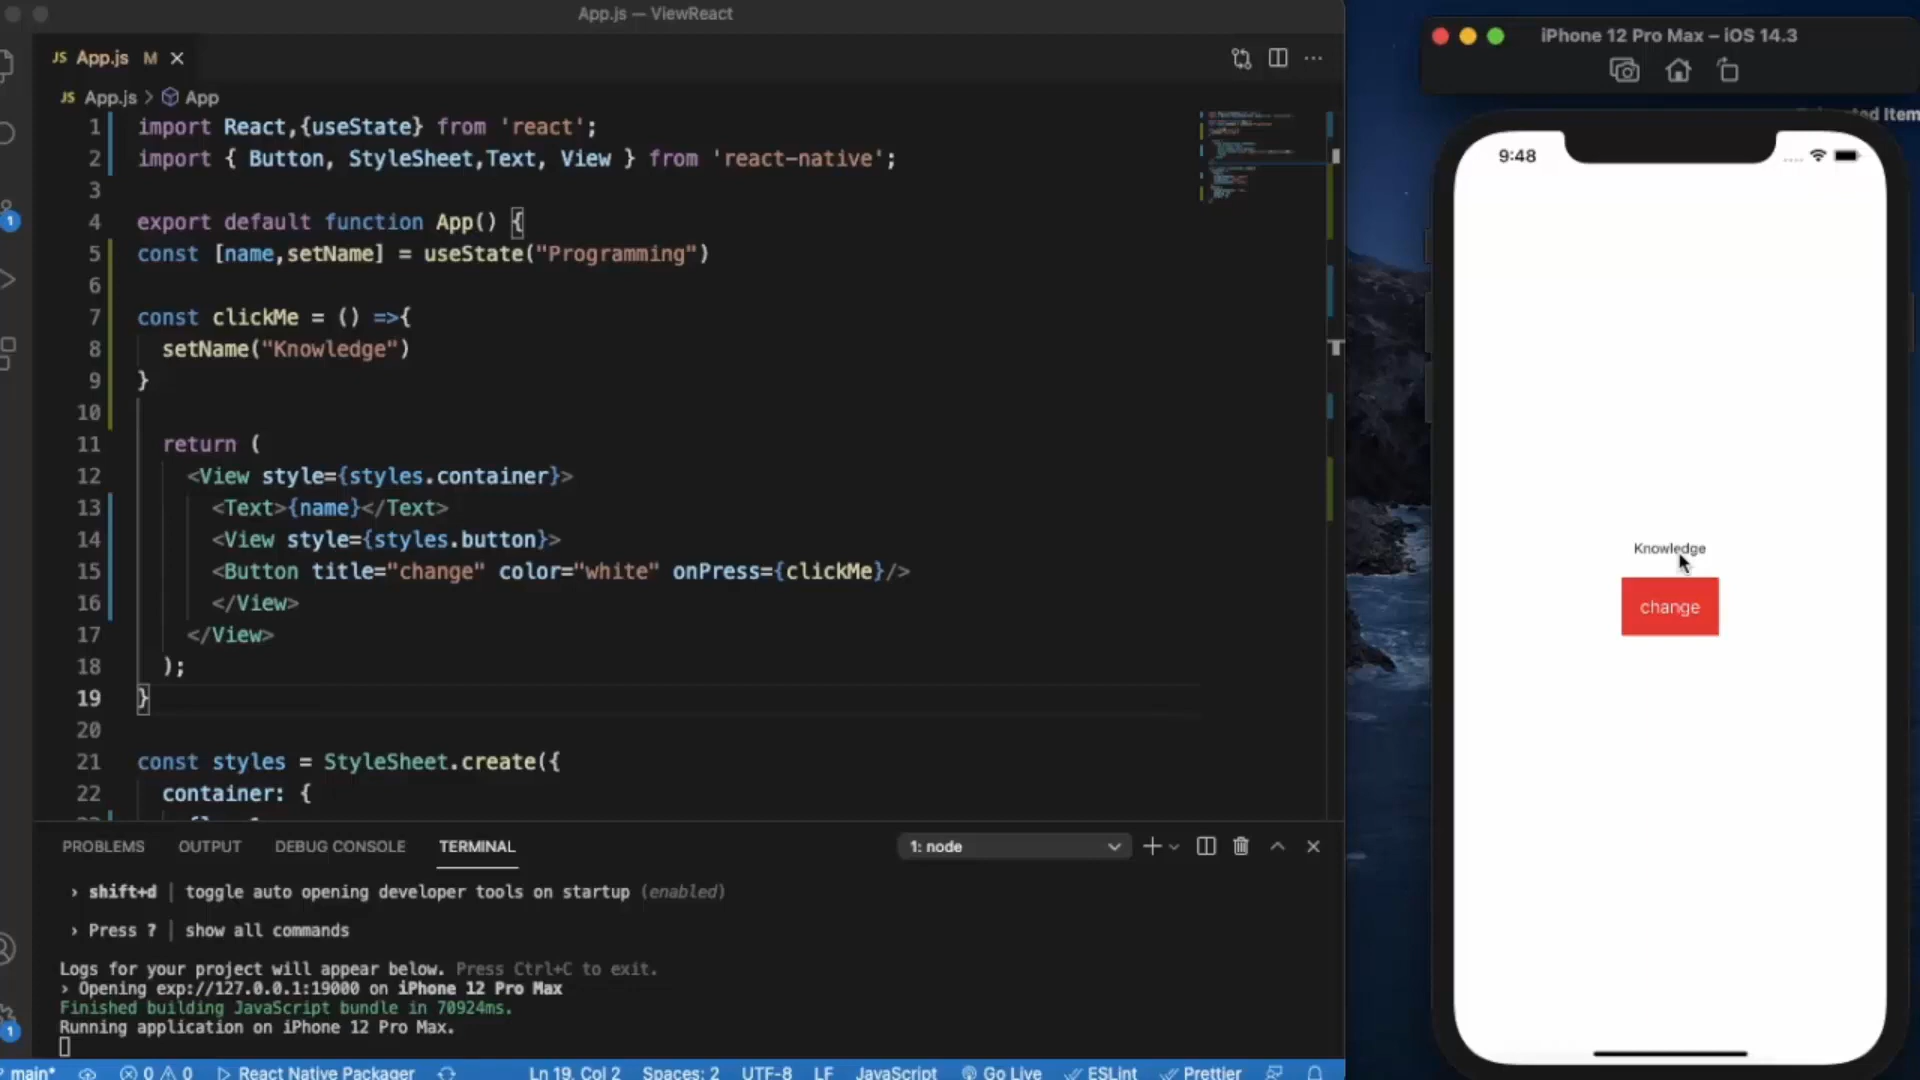 App.js — ViewReact
JS App.js M
JS App.js > App
1 import React,{useState} from 'react';
2 import { Button, StyleSheet,Text, View } from 'react-native';
3
4 export default function App() {
5 const [name,setName] = useState("Programming")
6
7 const clickMe = () =>{
8 setName("Knowledge")
9 }
10
11 return (
12 <View style={styles.container}>
13 <Text>{name}</Text>
14 <View style={styles.button}>
15 <Button title="change" color="white" onPress={clickMe}/>
16 </View>
17 </View>
18 );
19 }
20
21 const styles = StyleSheet.create({
22 container: {
PROBLEMS OUTPUT DEBUG CONSOLE TERMINAL 1: node
› shift+d | toggle auto opening developer tools on startup (enabled)
› Press ? | show all commands
Logs for your project will appear below. Press Ctrl+C to exit.
› Opening exp://127.0.0.1:19000 on iPhone 12 Pro Max
Finished building JavaScript bundle in 70924ms.
Running application on iPhone 12 Pro Max.
main* 0 0 React Native Packager Ln 19, Col 2 Spaces: 2 UTF-8 LF JavaScript Go Live ESLint Prettier
1
1
iPhone 12 Pro Max – iOS 14.3
Item
9:48
Knowledge
change